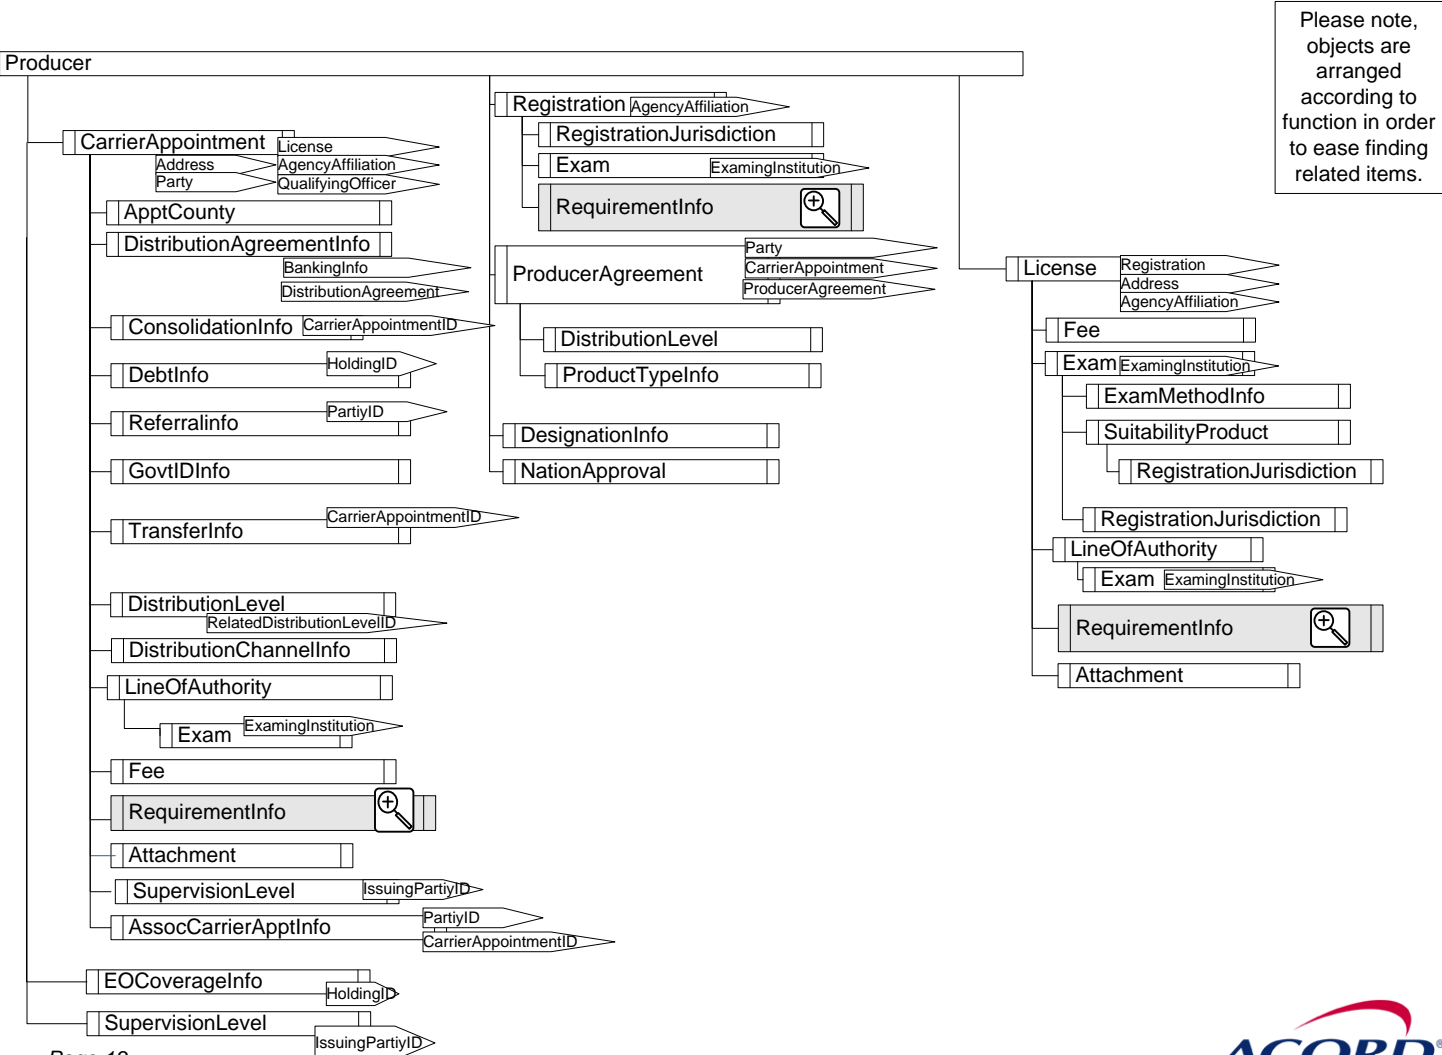 Please note,
objects are
arranged
according to
function in order
to ease finding
related items.
Producer
CarrierAppointment
License
Address
AgencyAffiliation
Party
QualifyingOfficer
ApptCounty
DistributionAgreementInfo
BankingInfo
DistributionAgreement
ConsolidationInfo
CarrierAppointmentID
HoldingID
DebtInfo
PartiyID
Referralinfo
GovtIDInfo
CarrierAppointmentID
TransferInfo
DistributionLevel
RelatedDistributionLevelID
DistributionChannelInfo
LineOfAuthority
ExamingInstitution
Exam
Fee
RequirementInfo
Attachment
SupervisionLevel
IssuingPartiyID
AssocCarrierApptInfo
PartiyID
CarrierAppointmentID
EOCoverageInfo
HoldingID
SupervisionLevel
IssuingPartiyID
Registration
AgencyAffiliation
RegistrationJurisdiction
Exam
ExamingInstitution
RequirementInfo
ProducerAgreement
Party
CarrierAppointment
ProducerAgreement
DistributionLevel
ProductTypeInfo
DesignationInfo
NationApproval
License
Registration
Address
AgencyAffiliation
Fee
Exam
ExamingInstitution
ExamMethodInfo
SuitabilityProduct
RegistrationJurisdiction
RegistrationJurisdiction
LineOfAuthority
Exam
ExamingInstitution
RequirementInfo
Attachment
ACORD®